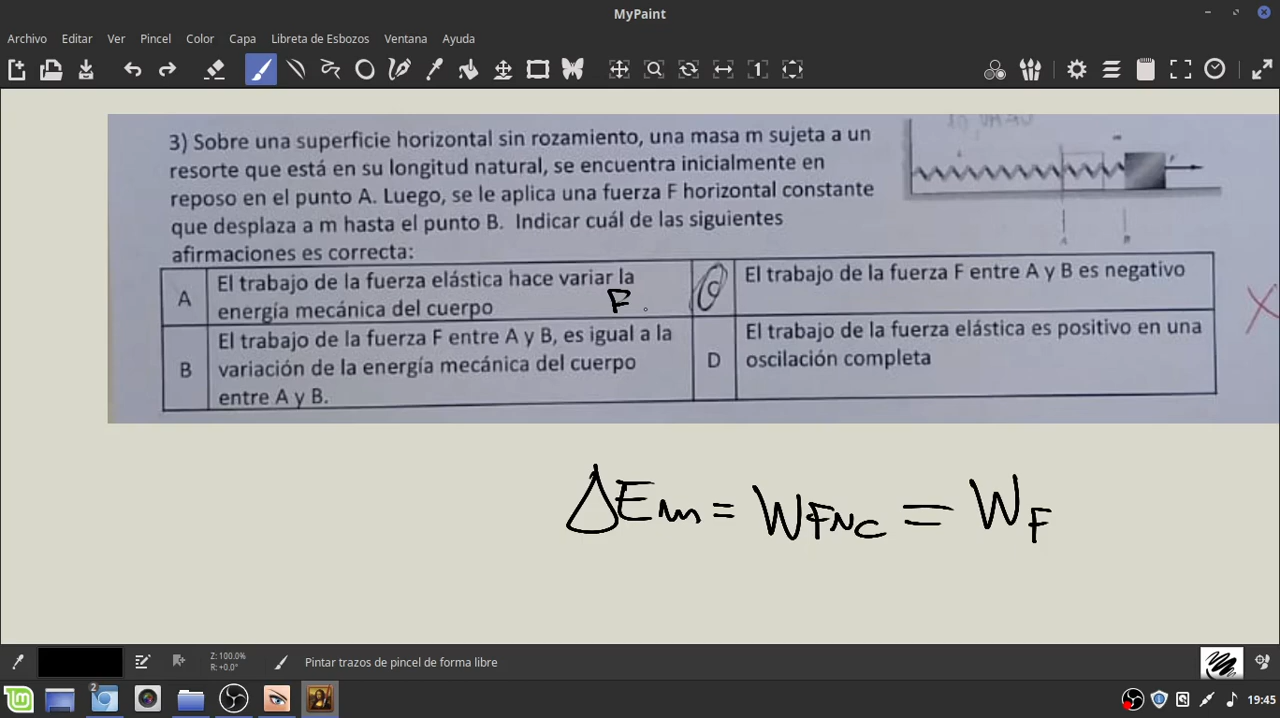 MyPaint
Archivo Editar Ver Pincel Color Capa Libreta de Esbozos Ventana Ayuda
3) Sobre una superficie horizontal sin rozamiento, una masa m sujeta a un
resorte que está en su longitud natural, se encuentra inicialmente en
reposo en el punto A. Luego, se le aplica una fuerza F horizontal constante
que desplaza a m hasta el punto B. Indicar cuál de las siguientes
afirmaciones es correcta:
A El trabajo de la fuerza elástica hace variar la
energía mecánica del cuerpo F
B El trabajo de la fuerza F entre A y B, es igual a la
variación de la energía mecánica del cuerpo
entre A y B.
C El trabajo de la fuerza F entre A y B es negativo
D El trabajo de la fuerza elástica es positivo en una
oscilación completa
A B
X
ΔEm = WFNC = WF
Z: 100.0%
R: +0.0°
Pintar trazos de pincel de forma libre
2
19:45